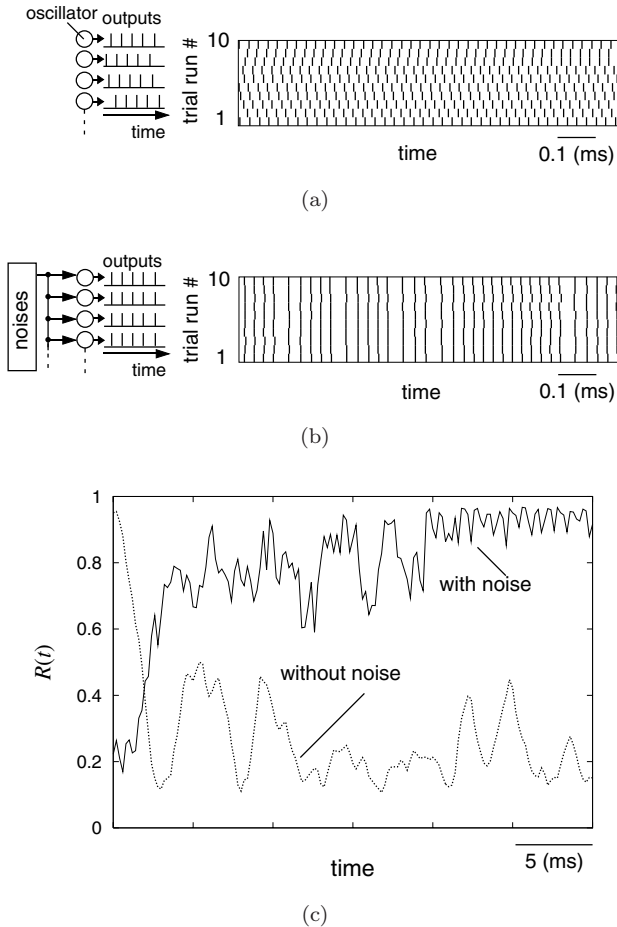 oscillator
outputs
time
trial run #
10
1
time
0.1 (ms)
(a)
noises
outputs
time
trial run #
10
1
time
0.1 (ms)
(b)
R(t)
1
0.8
0.6
0.4
0.2
0
with noise
without noise
time
5 (ms)
(c)